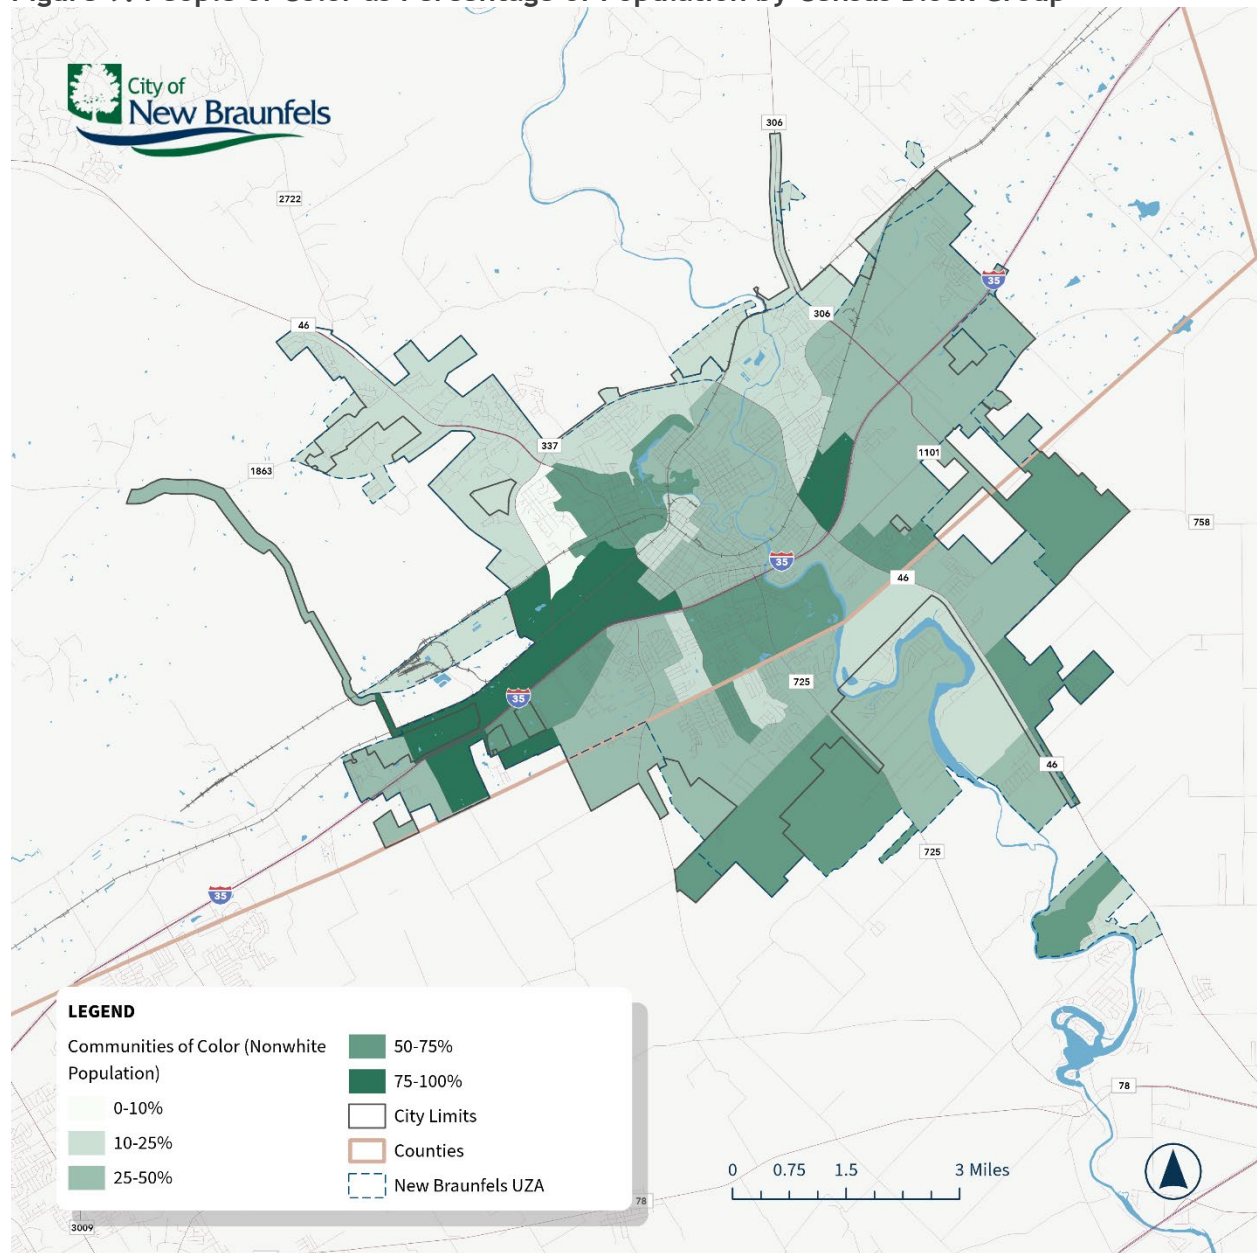 City of
New Braunfels
306
2722
35
46
306
337
1101
1863
758
35
46
725
35
46
725
35
LEGEND
Communities of Color (Nonwhite
Population)
0-10%
10-25%
25-50%
50-75%
75-100%
City Limits
Counties
New Braunfels UZA
78
0 0.75 1.5 3 Miles
78
3009